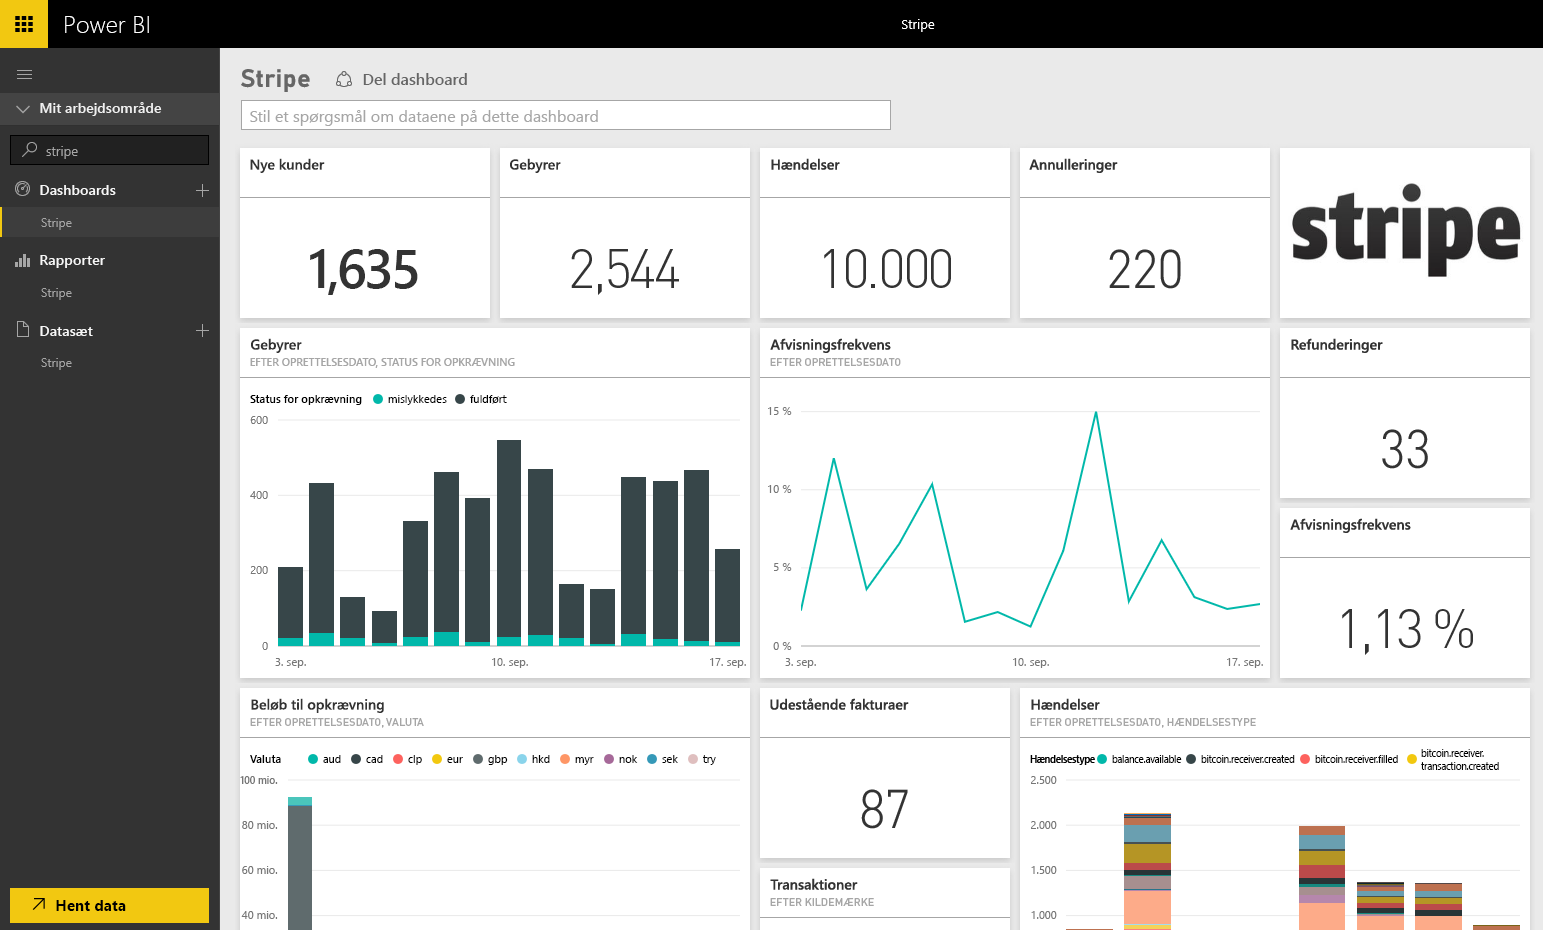 Power BI
Stripe
Stripe
Del dashboard
Stil et spørgsmål om dataene på dette dashboard
Mit arbejdsområde
stripe
Dashboards
Stripe
Rapporter
Stripe
Datasæt
Stripe
Hent data
Nye kunder
1,635
Gebyrer
2,544
Hændelser
10.000
Annulleringer
220
stripe
Gebyrer
EFTER OPRETTELSESDATO, STATUS FOR OPKRÆVNING
Status for opkrævning mislykkedes fuldført
600
400
200
0
3. sep. 10. sep. 17. sep.
Afvisningsfrekvens
EFTER OPRETTELSESDATO
15 %
10 %
5 %
0 %
3. sep. 10. sep. 17. sep.
Refunderinger
33
Afvisningsfrekvens
1,13 %
Beløb til opkrævning
EFTER OPRETTELSESDATO, VALUTA
Valuta aud cad clp eur gbp hkd myr nok sek try
100 mio.
80 mio.
60 mio.
40 mio.
Udestående fakturaer
87
Transaktioner
EFTER KILDEMÆRKE
Hændelser
EFTER OPRETTELSESDATO, HÆNDELSESTYPE
Hændelsestype balance.available bitcoin.receiver.created bitcoin.receiver.filled bitcoin.receiver.
transaction.created
2.500
2.000
1.500
1.000